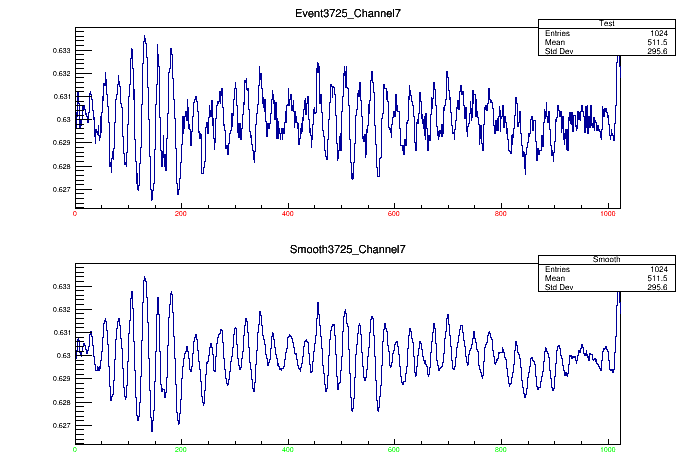 Event3725_Channel7
Test
Entries 1024
Mean 511.5
Std Dev 295.6
0.633
0.632
0.631
0.63
0.629
0.628
0.627
0 200 400 600 800 1000
Smooth3725_Channel7
Smooth
Entries 1024
Mean 511.5
Std Dev 295.6
0.633
0.632
0.631
0.63
0.629
0.628
0.627
0 200 400 600 800 1000